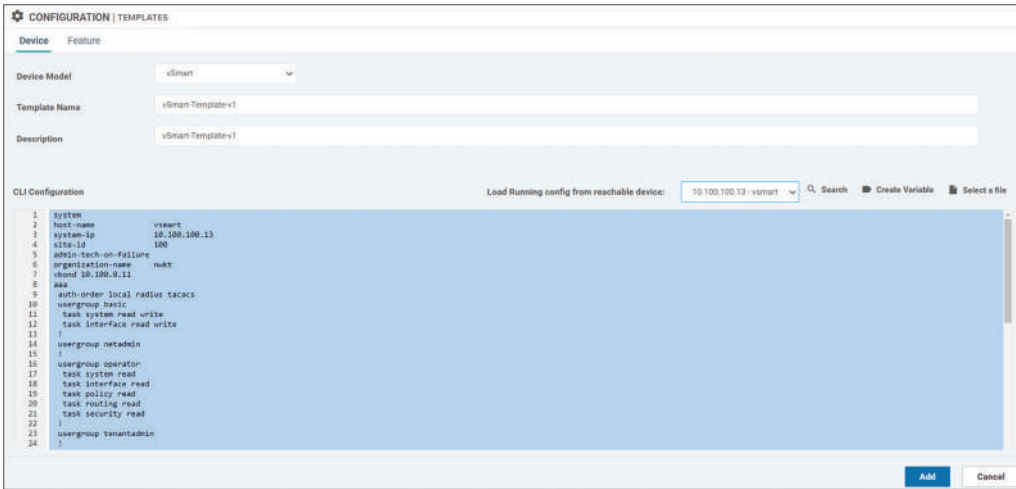 CONFIGURATION | TEMPLATES
Device Feature
Device Model vSmart
Template Name vSmart-Template-v1
Description vSmart-Template-v1
CLI Configuration Load Running config from reachable device: 10.100.100.13 - vsmart Search Create Variable Select a file
1 system
2 host-name vsmart
3 system-ip 10.100.100.13
4 site-id 100
5 admin-tech-on-failure
6 organization-name nwkt
7 vbond 10.100.0.11
8 aaa
9 auth-order local radius tacacs
10 usergroup basic
11 task system read write
12 task interface read write
13 !
14 usergroup netadmin
15 !
16 usergroup operator
17 task system read
18 task interface read
19 task policy read
20 task routing read
21 task security read
22 !
23 usergroup tenantadmin
24 !
Add Cancel